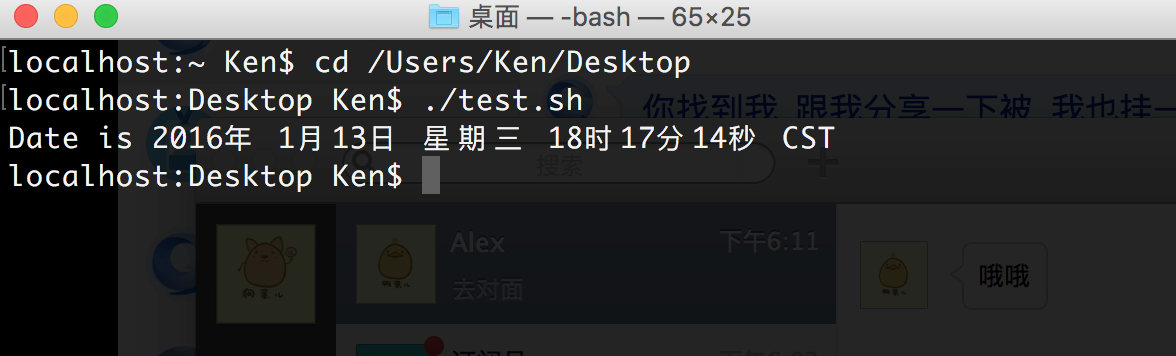 桌面 — -bash — 65×25
localhost:~ Ken$ cd /Users/Ken/Desktop
localhost:Desktop Ken$ ./test.sh
你找到我 跟我分享一下被 我也挂一
Date is 2016年 1月13日 星期三 18时17分14秒 CST
搜索
localhost:Desktop Ken$
Alex 下午6:11
去对面
哦哦